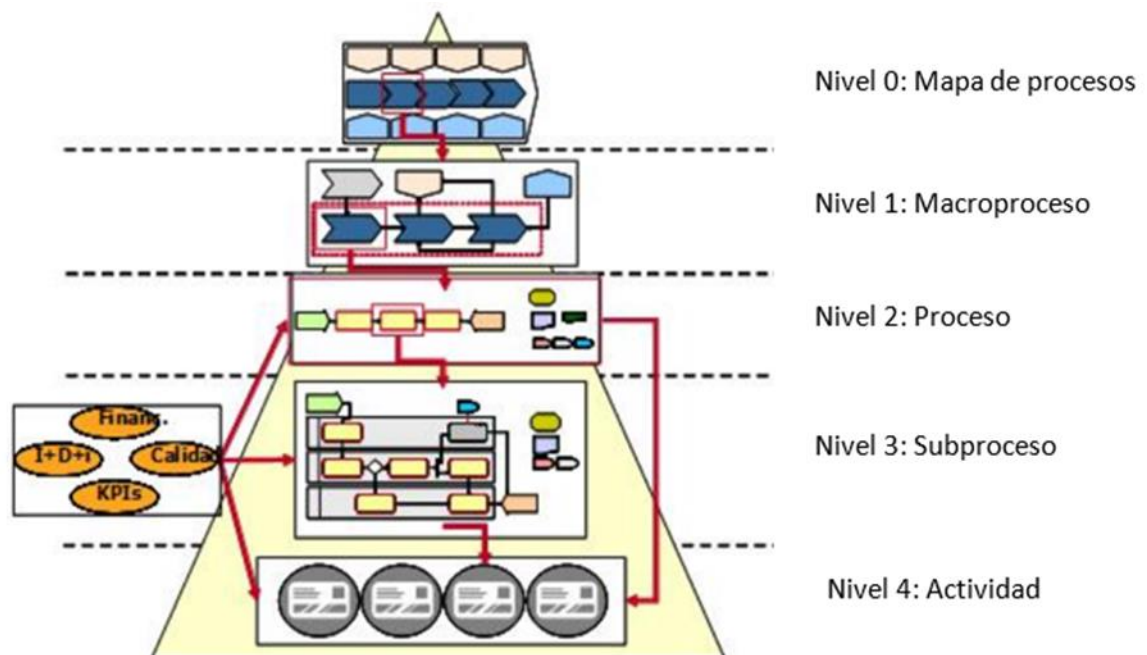 Nivel 0: Mapa de procesos
Nivel 1: Macroproceso
Nivel 2: Proceso
Finanz.
I+D+i
Calidad
KPIs
Nivel 3: Subproceso
Nivel 4: Actividad